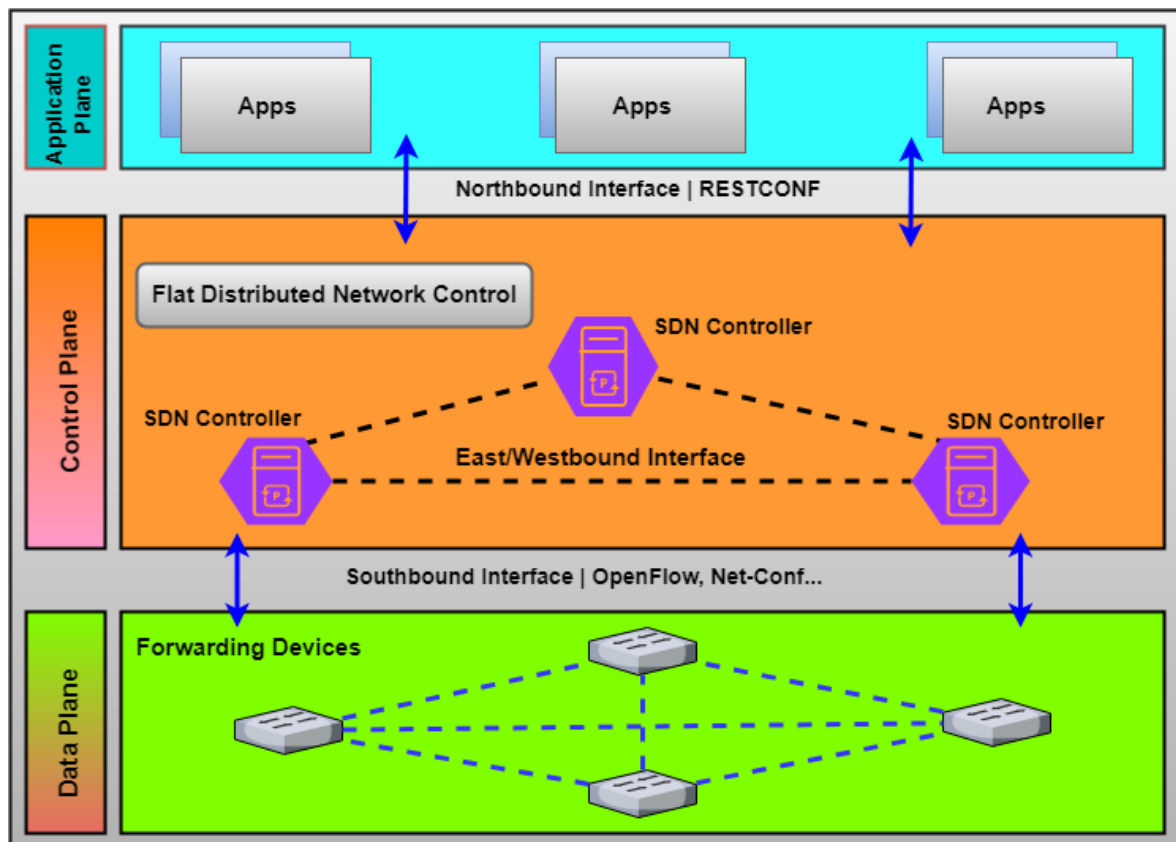 Application
Plane
Apps
Apps
Apps
Northbound Interface | RESTCONF
Control Plane
Flat Distributed Network Control
SDN Controller
SDN Controller
SDN Controller
East/Westbound Interface
P
P
P
Southbound Interface | OpenFlow, Net-Conf...
Data Plane
Forwarding Devices